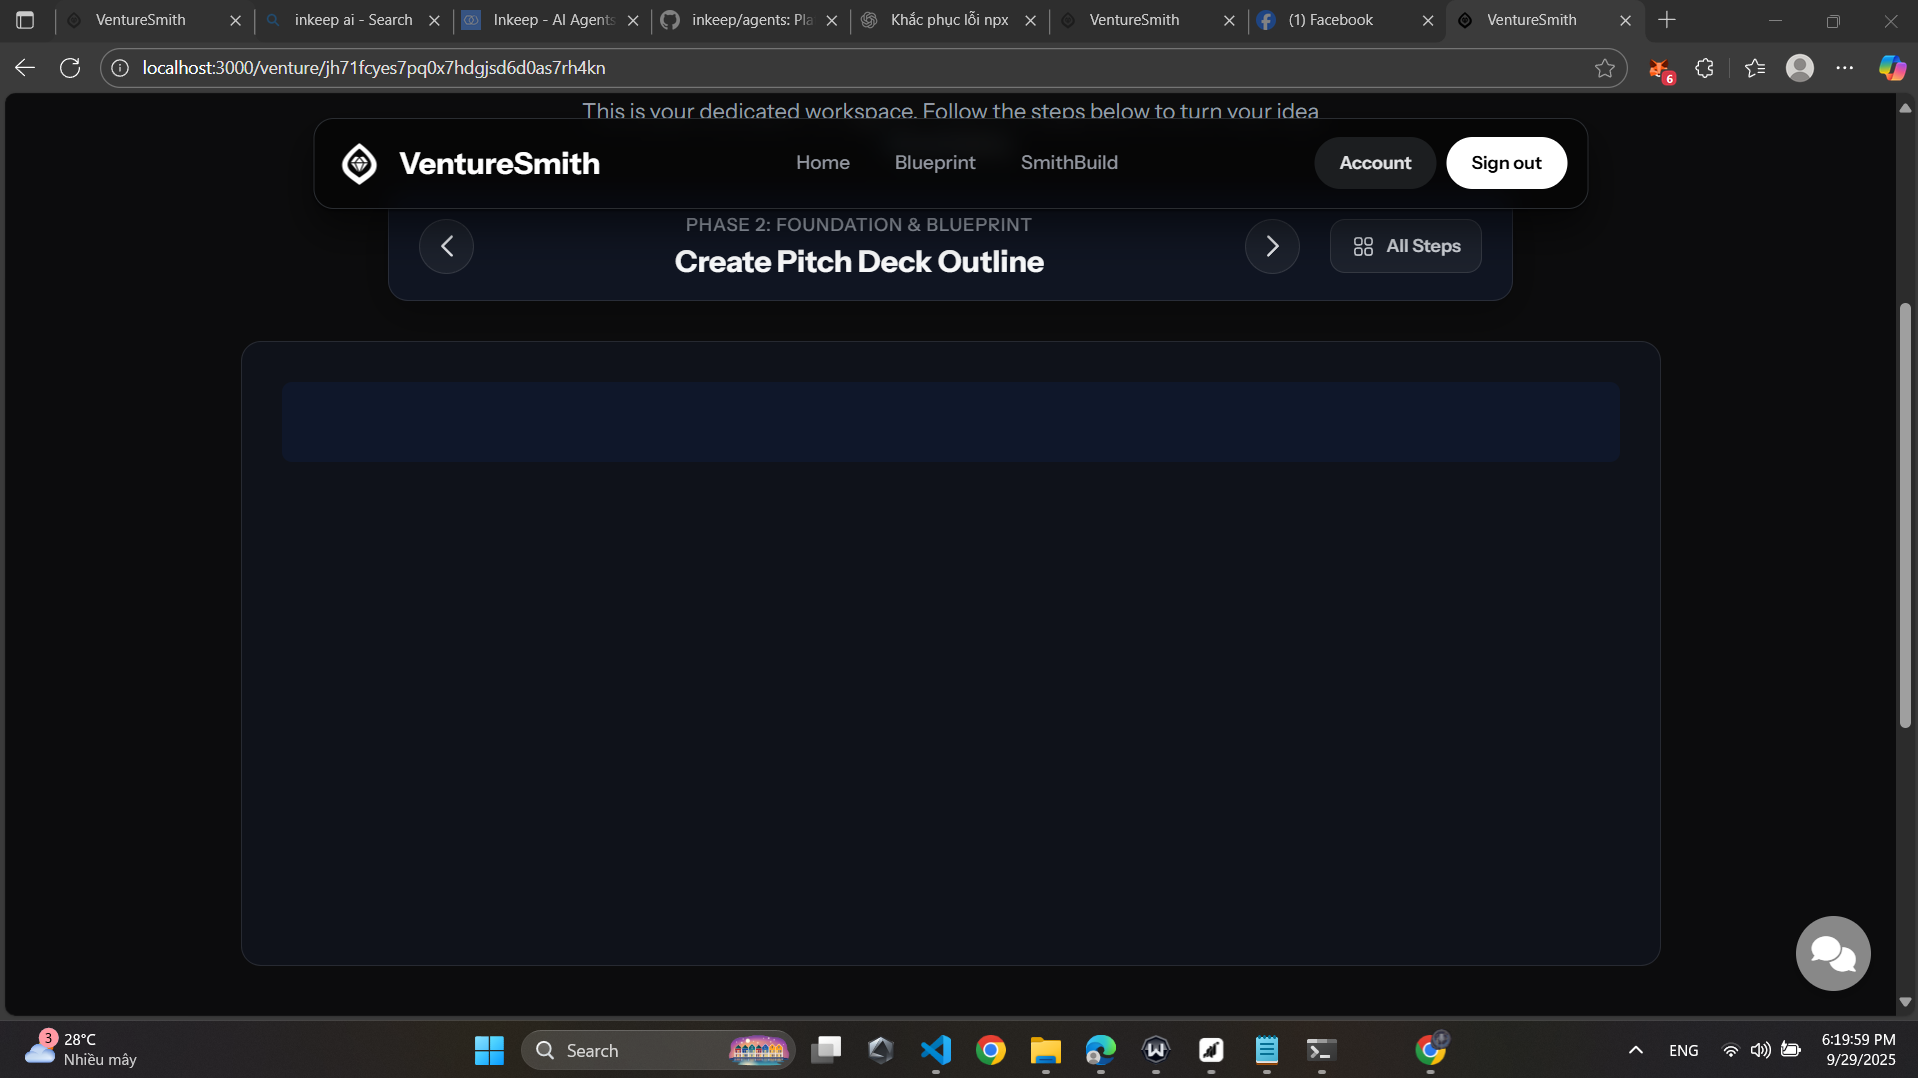 VentureSmith
inkeep ai - Search
Inkeep - AI Agents
inkeep/agents: Pla
Khắc phục lỗi npx
VentureSmith
(1) Facebook
VentureSmith
localhost:3000/venture/jh71fcyes7pq0x7hdgjsd6d0as7rh4kn
6
This is your dedicated workspace. Follow the steps below to turn your idea
VentureSmith
Home
Blueprint
SmithBuild
Account
Sign out
PHASE 2: FOUNDATION & BLUEPRINT
Create Pitch Deck Outline
All Steps
3
28°C
Nhiều mây
Search
ENG
6:19:59 PM
9/29/2025